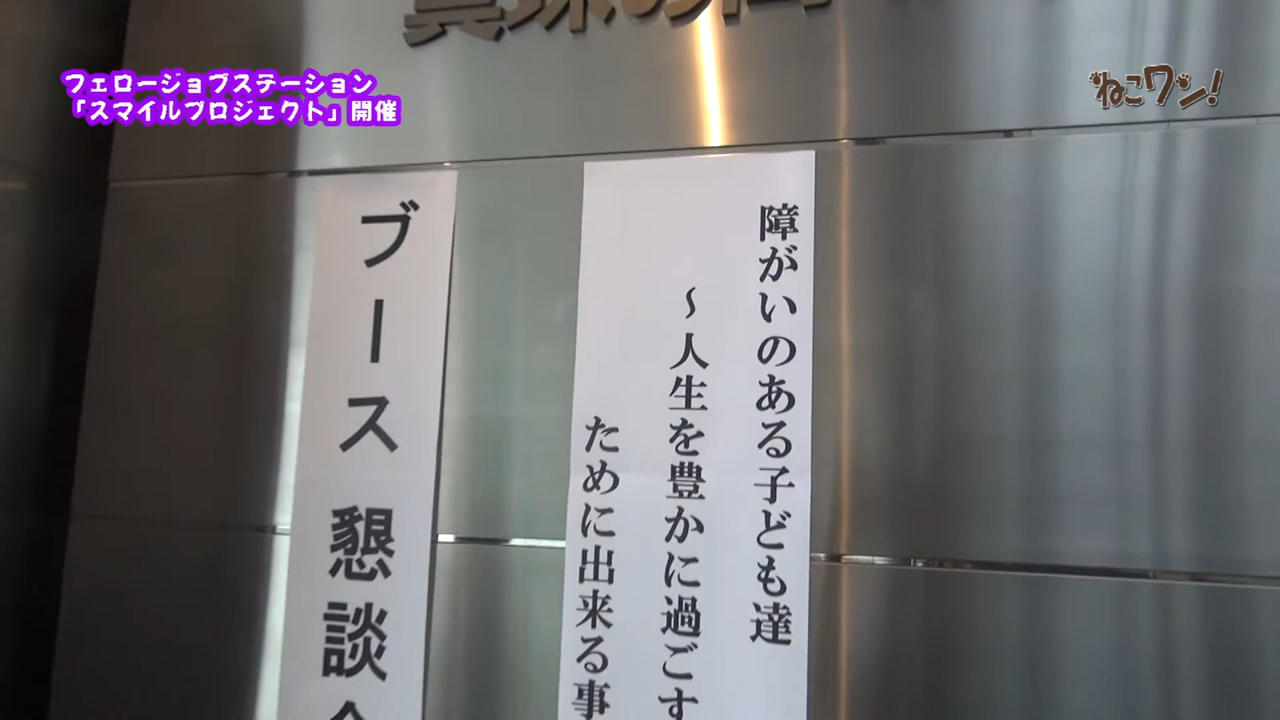 フェロージョブステーション
「スマイルプロジェクト」開催
ねこワン!
障がいのある子ども達
～人生を豊かに過ごす
ために出来る事
ブース 懇談会